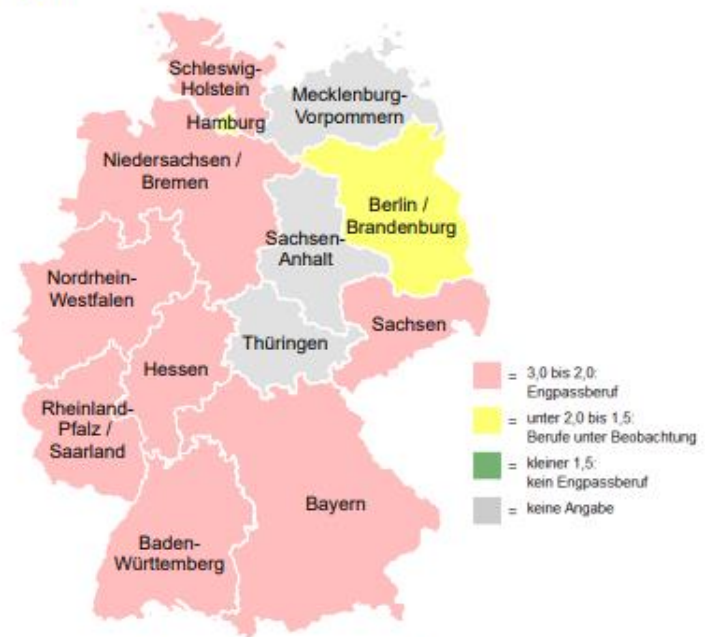 Schleswig-
Holstein
Mecklenburg-
Vorpommern
Hamburg
Niedersachsen /
Bremen
Berlin /
Brandenburg
Sachsen-
Anhalt
Nordrhein-
Westfalen
Sachsen
Thüringen
Hessen
Rheinland-
Pfalz /
Saarland
Bayern
Baden-
Württemberg
= 3,0 bis 2,0:
Engpassberuf
= unter 2,0 bis 1,5:
Berufe unter Beobachtung
= kleiner 1,5:
kein Engpassberuf
= keine Angabe